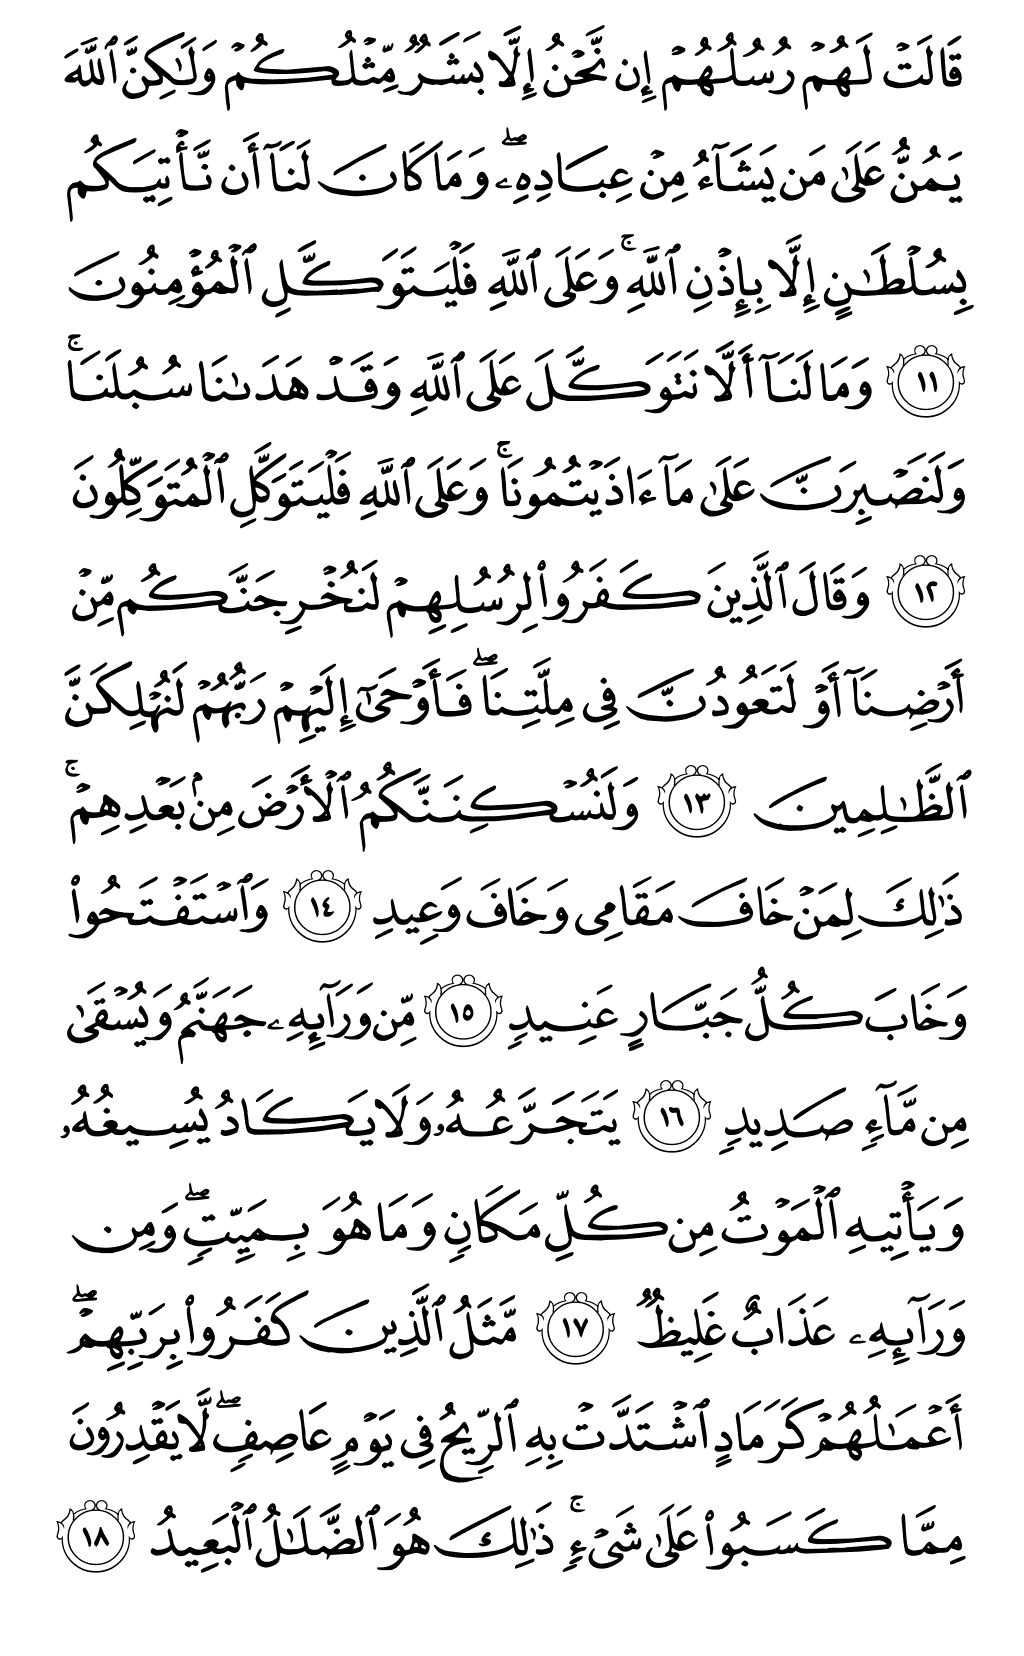 قَالَتْ لَهُمْ رُسُلُهُمْ إِن نَّحْنُ إِلَّا بَشَرٌ مِّثْلُكُمْ وَلَٰكِنَّ ٱللَّهَ
يَمُنُّ عَلَىٰ مَن يَشَآءُ مِنْ عِبَادِهِۦ ۖ وَمَا كَانَ لَنَآ أَن نَّأْتِيَكُم
بِسُلْطَٰنٍ إِلَّا بِإِذْنِ ٱللَّهِ ۚ وَعَلَى ٱللَّهِ فَلْيَتَوَكَّلِ ٱلْمُؤْمِنُونَ
١١ وَمَا لَنَآ أَلَّا نَتَوَكَّلَ عَلَى ٱللَّهِ وَقَدْ هَدَىٰنَا سُبُلَنَا ۚ
وَلَنَصْبِرَنَّ عَلَىٰ مَآ ءَاذَيْتُمُونَا ۚ وَعَلَى ٱللَّهِ فَلْيَتَوَكَّلِ ٱلْمُتَوَكِّلُونَ
١٢ وَقَالَ ٱلَّذِينَ كَفَرُوا۟ لِرُسُلِهِمْ لَنُخْرِجَنَّكُم مِّنْ
أَرْضِنَآ أَوْ لَتَعُودُنَّ فِى مِلَّتِنَا ۖ فَأَوْحَىٰٓ إِلَيْهِمْ رَبُّهُمْ لَنُهْلِكَنَّ
ٱلظَّٰلِمِينَ ١٣ وَلَنُسْكِنَنَّكُمُ ٱلْأَرْضَ مِنۢ بَعْدِهِمْ ۚ
ذَٰلِكَ لِمَنْ خَافَ مَقَامِى وَخَافَ وَعِيدِ ١٤ وَٱسْتَفْتَحُوا۟
وَخَابَ كُلُّ جَبَّارٍ عَنِيدٍ ١٥ مِّن وَرَآئِهِۦ جَهَنَّمُ وَيُسْقَىٰ
مِن مَّآءٍ صَدِيدٍ ١٦ يَتَجَرَّعُهُۥ وَلَا يَكَادُ يُسِيغُهُۥ
وَيَأْتِيهِ ٱلْمَوْتُ مِن كُلِّ مَكَانٍ وَمَا هُوَ بِمَيِّتٍ ۖ وَمِن
وَرَآئِهِۦ عَذَابٌ غَلِيظٌ ١٧ مَّثَلُ ٱلَّذِينَ كَفَرُوا۟ بِرَبِّهِمْ ۖ
أَعْمَٰلُهُمْ كَرَمَادٍ ٱشْتَدَّتْ بِهِ ٱلرِّيحُ فِى يَوْمٍ عَاصِفٍ ۖ لَّا يَقْدِرُونَ
مِمَّا كَسَبُوا۟ عَلَىٰ شَىْءٍ ۚ ذَٰلِكَ هُوَ ٱلضَّلَٰلُ ٱلْبَعِيدُ ١٨